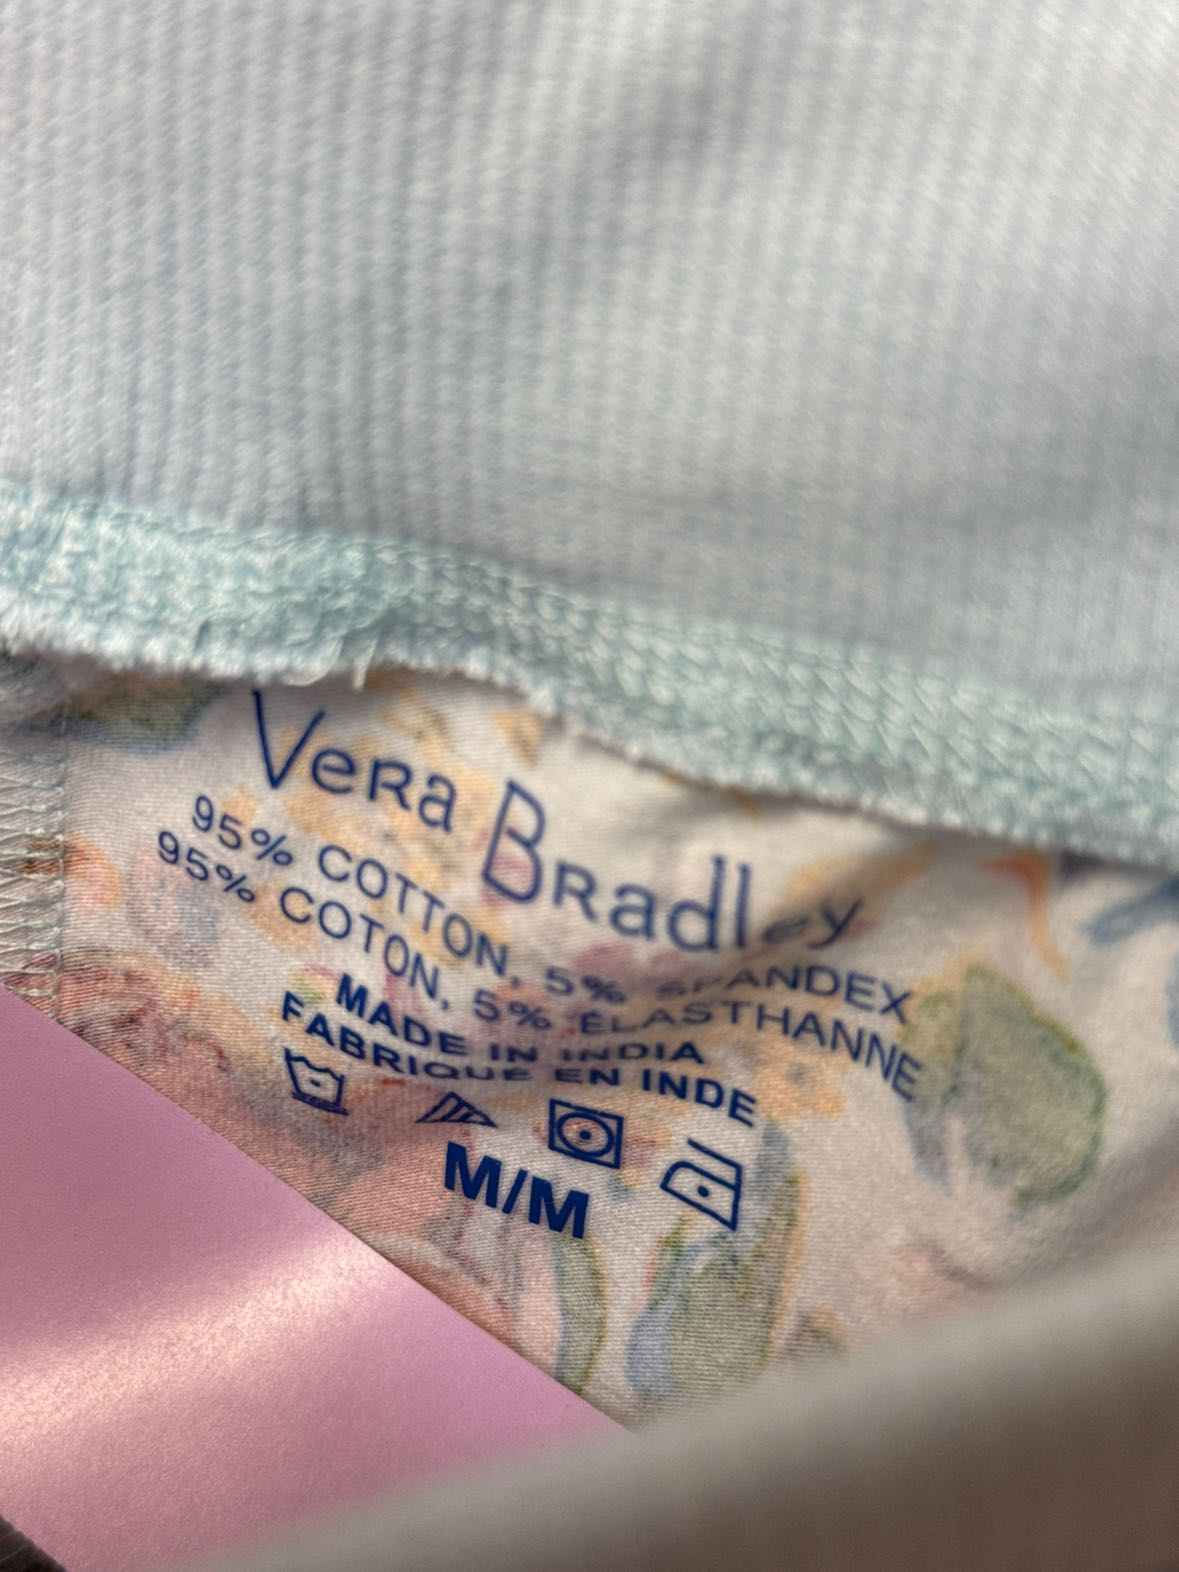 Vera Bradley
95% COTTON, 5% SPANDEX
95% COTON, 5% ÉLASTHANNE
MADE IN INDIA
FABRIQUÉ EN INDE
M/M